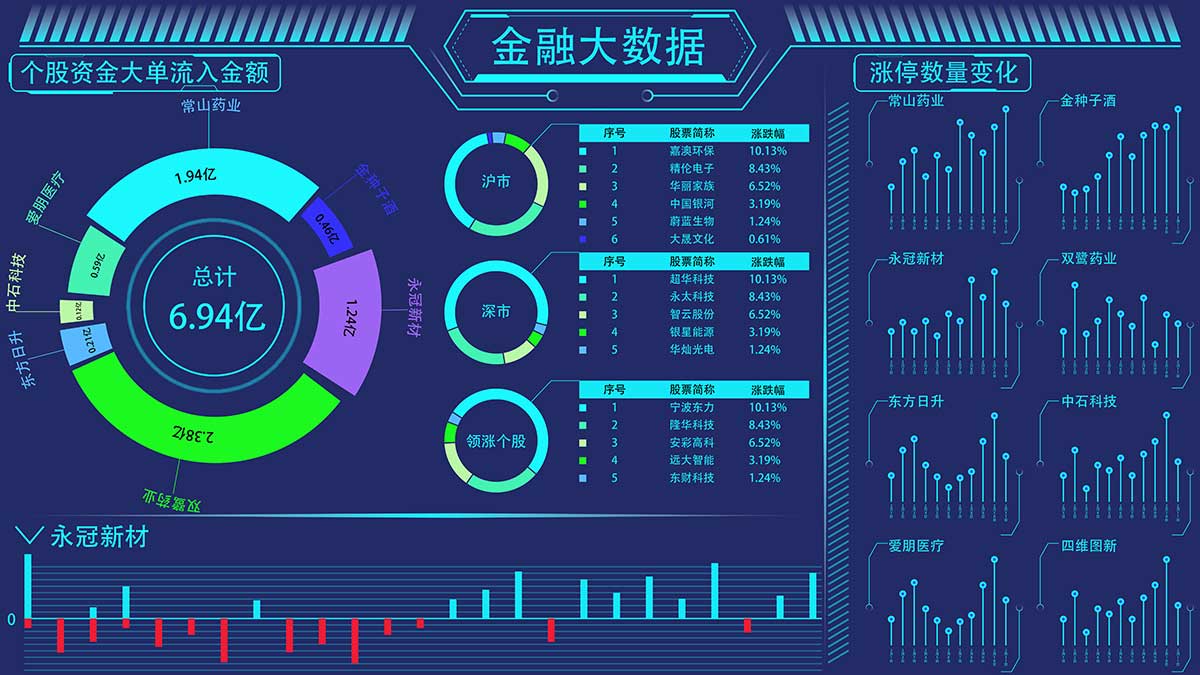 金融大数据
个股资金大单流入金额
常山药业
1.94亿
金种子酒
0.46亿
永冠新材
1.24亿
双鹭药业
2.38亿
东方日升
0.21亿
中石科技
0.12亿
爱朋医疗
0.59亿
总计
6.94亿
沪市
序号 股票简称 涨跌幅
1 嘉澳环保 10.13%
2 精伦电子 8.43%
3 华丽家族 6.52%
4 中国银河 3.19%
5 蔚蓝生物 1.24%
6 大晟文化 0.61%
深市
序号 股票简称 涨跌幅
1 超华科技 10.13%
2 永太科技 8.43%
3 智云股份 6.52%
4 银星能源 3.19%
5 华灿光电 1.24%
领涨个股
序号 股票简称 涨跌幅
1 宁波东力 10.13%
2 隆华科技 8.43%
3 安彩高科 6.52%
4 远大智能 3.19%
5 东财科技 1.24%
涨停数量变化
常山药业
金种子酒
永冠新材
双鹭药业
东方日升
中石科技
爱朋医疗
四维图新
永冠新材
0